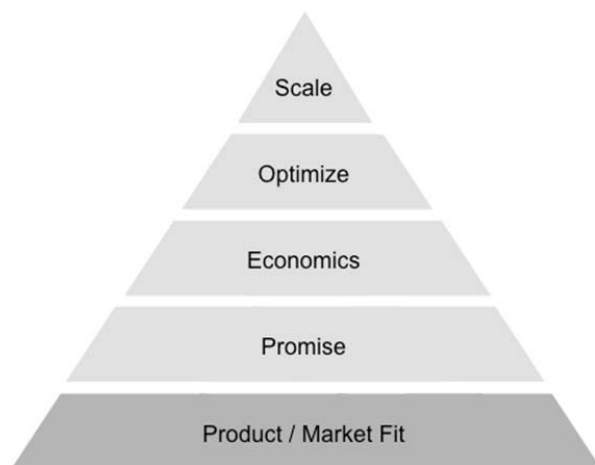 Scale
Optimize
Economics
Promise
Product / Market Fit